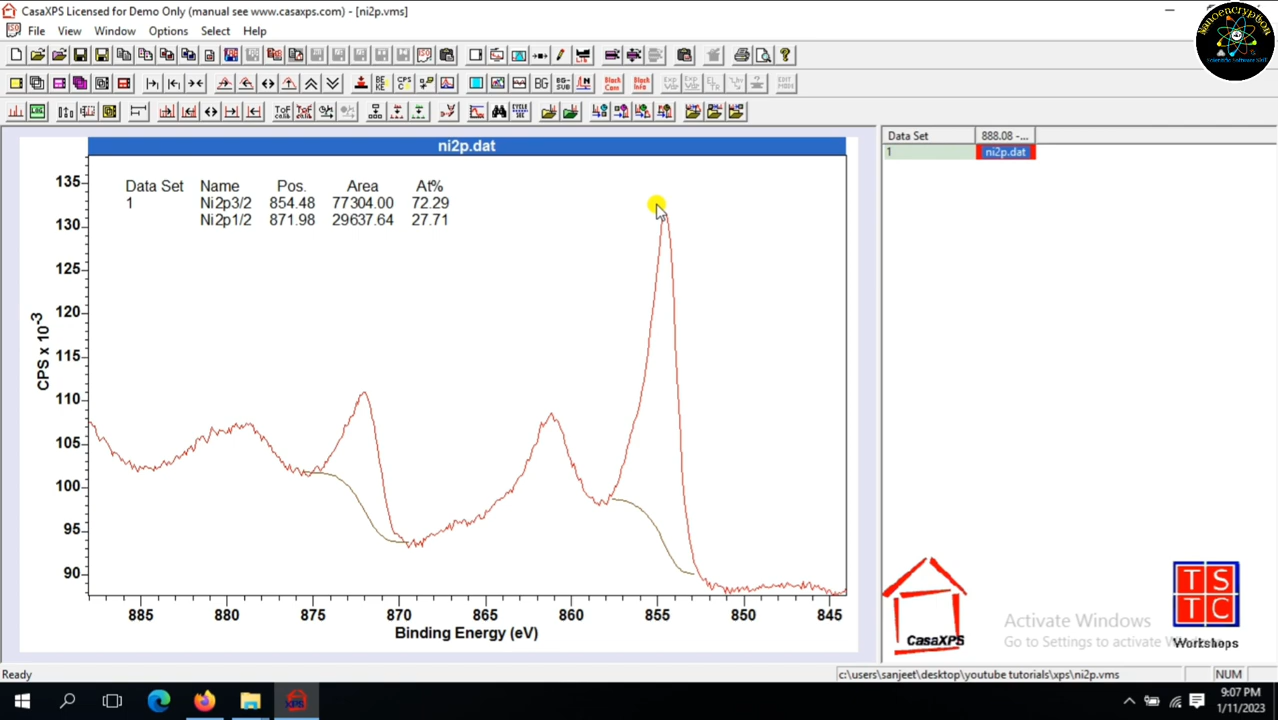 CasaXPS Licensed for Demo Only (manual see www.casaxps.com) - [ni2p.vms]
File View Window Options Select Help
Nanoencryption
Scientific Software SMIT
ni2p.dat
Data Set Name Pos. Area At%
1 Ni2p3/2 854.48 77304.00 72.29
Ni2p1/2 871.98 29637.64 27.71
135
130
125
120
115
110
105
100
95
90
CPS x 10-3
885 880 875 870 865 860 855 850 845
Binding Energy (eV)
Data Set 888.08 -...
1 ni2p.dat
CasaXPS
T S
T C
Workshops
Activate Windows
Go to Settings to activate Windows.
Ready
c:\users\sanjeet\desktop\youtube tutorials\xps\ni2p.vms
NUM
9:07 PM
1/11/2023